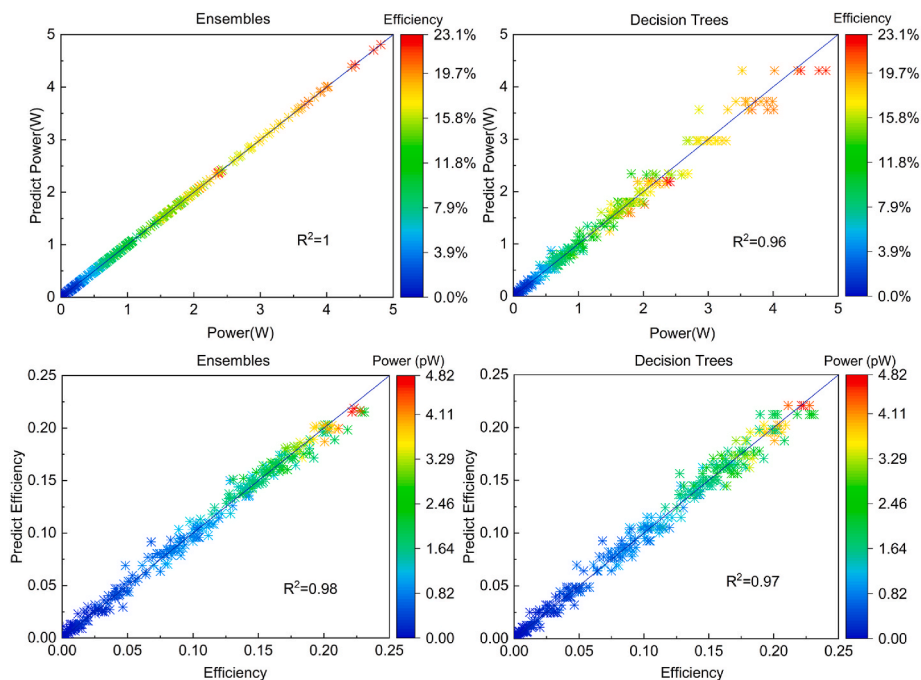 Ensembles
Efficiency
Decision Trees
Efficiency
5
4
3
2
1
0
Predict Power(W)
R²=1
0 1 2 3 4 5
Power(W)
23.1%
19.7%
15.8%
11.8%
7.9%
3.9%
0.0%
5
4
3
2
1
0
Predict Power(W)
R²=0.96
0 1 2 3 4 5
Power(W)
23.1%
19.7%
15.8%
11.8%
7.9%
3.9%
0.0%
Ensembles
Power (pW)
Decision Trees
Power (pW)
0.25
0.20
0.15
0.10
0.05
0.00
Predict Efficiency
R²=0.98
0.00 0.05 0.10 0.15 0.20 0.25
Efficiency
4.82
4.11
3.29
2.46
1.64
0.82
0.00
0.25
0.20
0.15
0.10
0.05
0.00
Predict Efficiency
R²=0.97
0.00 0.05 0.10 0.15 0.20 0.25
Efficiency
4.82
4.11
3.29
2.46
1.64
0.82
0.00